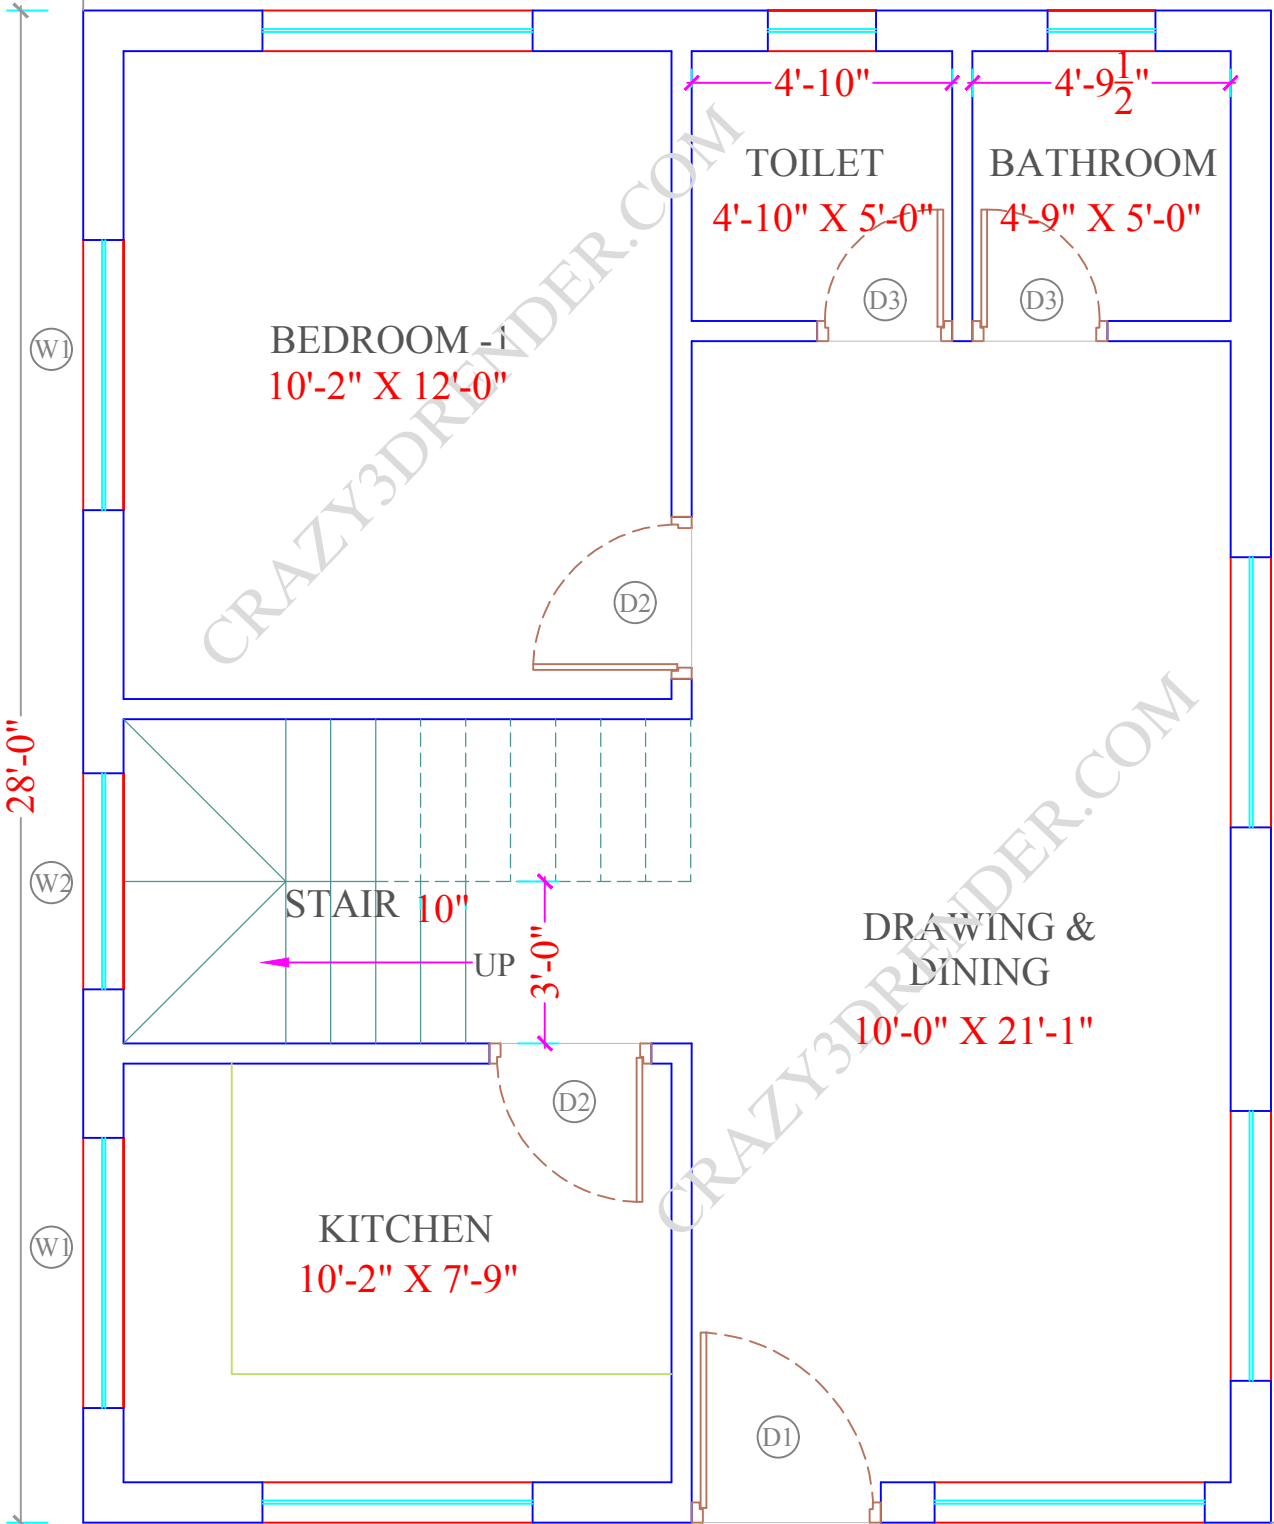 4'-10"
4'-9 1/2"
TOILET
4'-10" X 5'-0"
BATHROOM
4'-9" X 5'-0"
D3
D3
W1
BEDROOM -1
10'-2" X 12'-0"
CRAZY3DRENDER.COM
D2
28'-0"
W2
STAIR
10"
UP
3'-0"
DRAWING &
DINING
10'-0" X 21'-1"
CRAZY3DRENDER.COM
D2
W1
KITCHEN
10'-2" X 7'-9"
D1